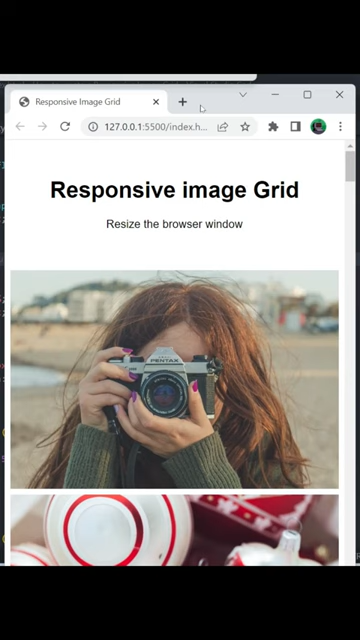 Responsive Image Grid
127.0.0.1:5500/index.h...
Responsive image Grid
Resize the browser window
PENTAX